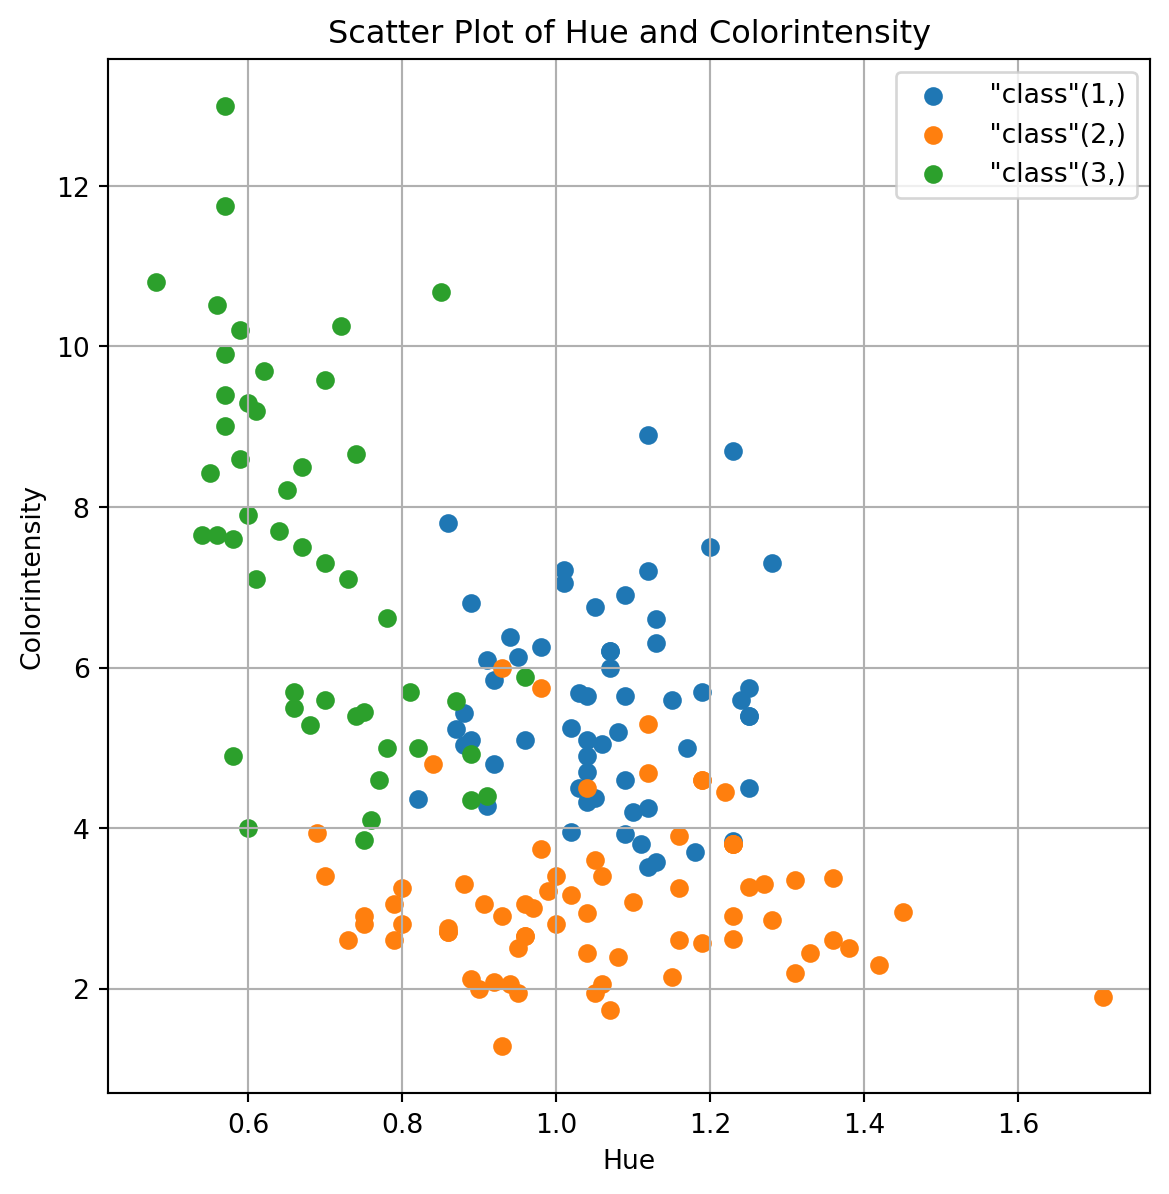 Scatter Plot of Hue and Colorintensity
"class"(1,)
"class"(2,)
"class"(3,)
12
10
8
6
4
2
Colorintensity
0.6 0.8 1.0 1.2 1.4 1.6
Hue